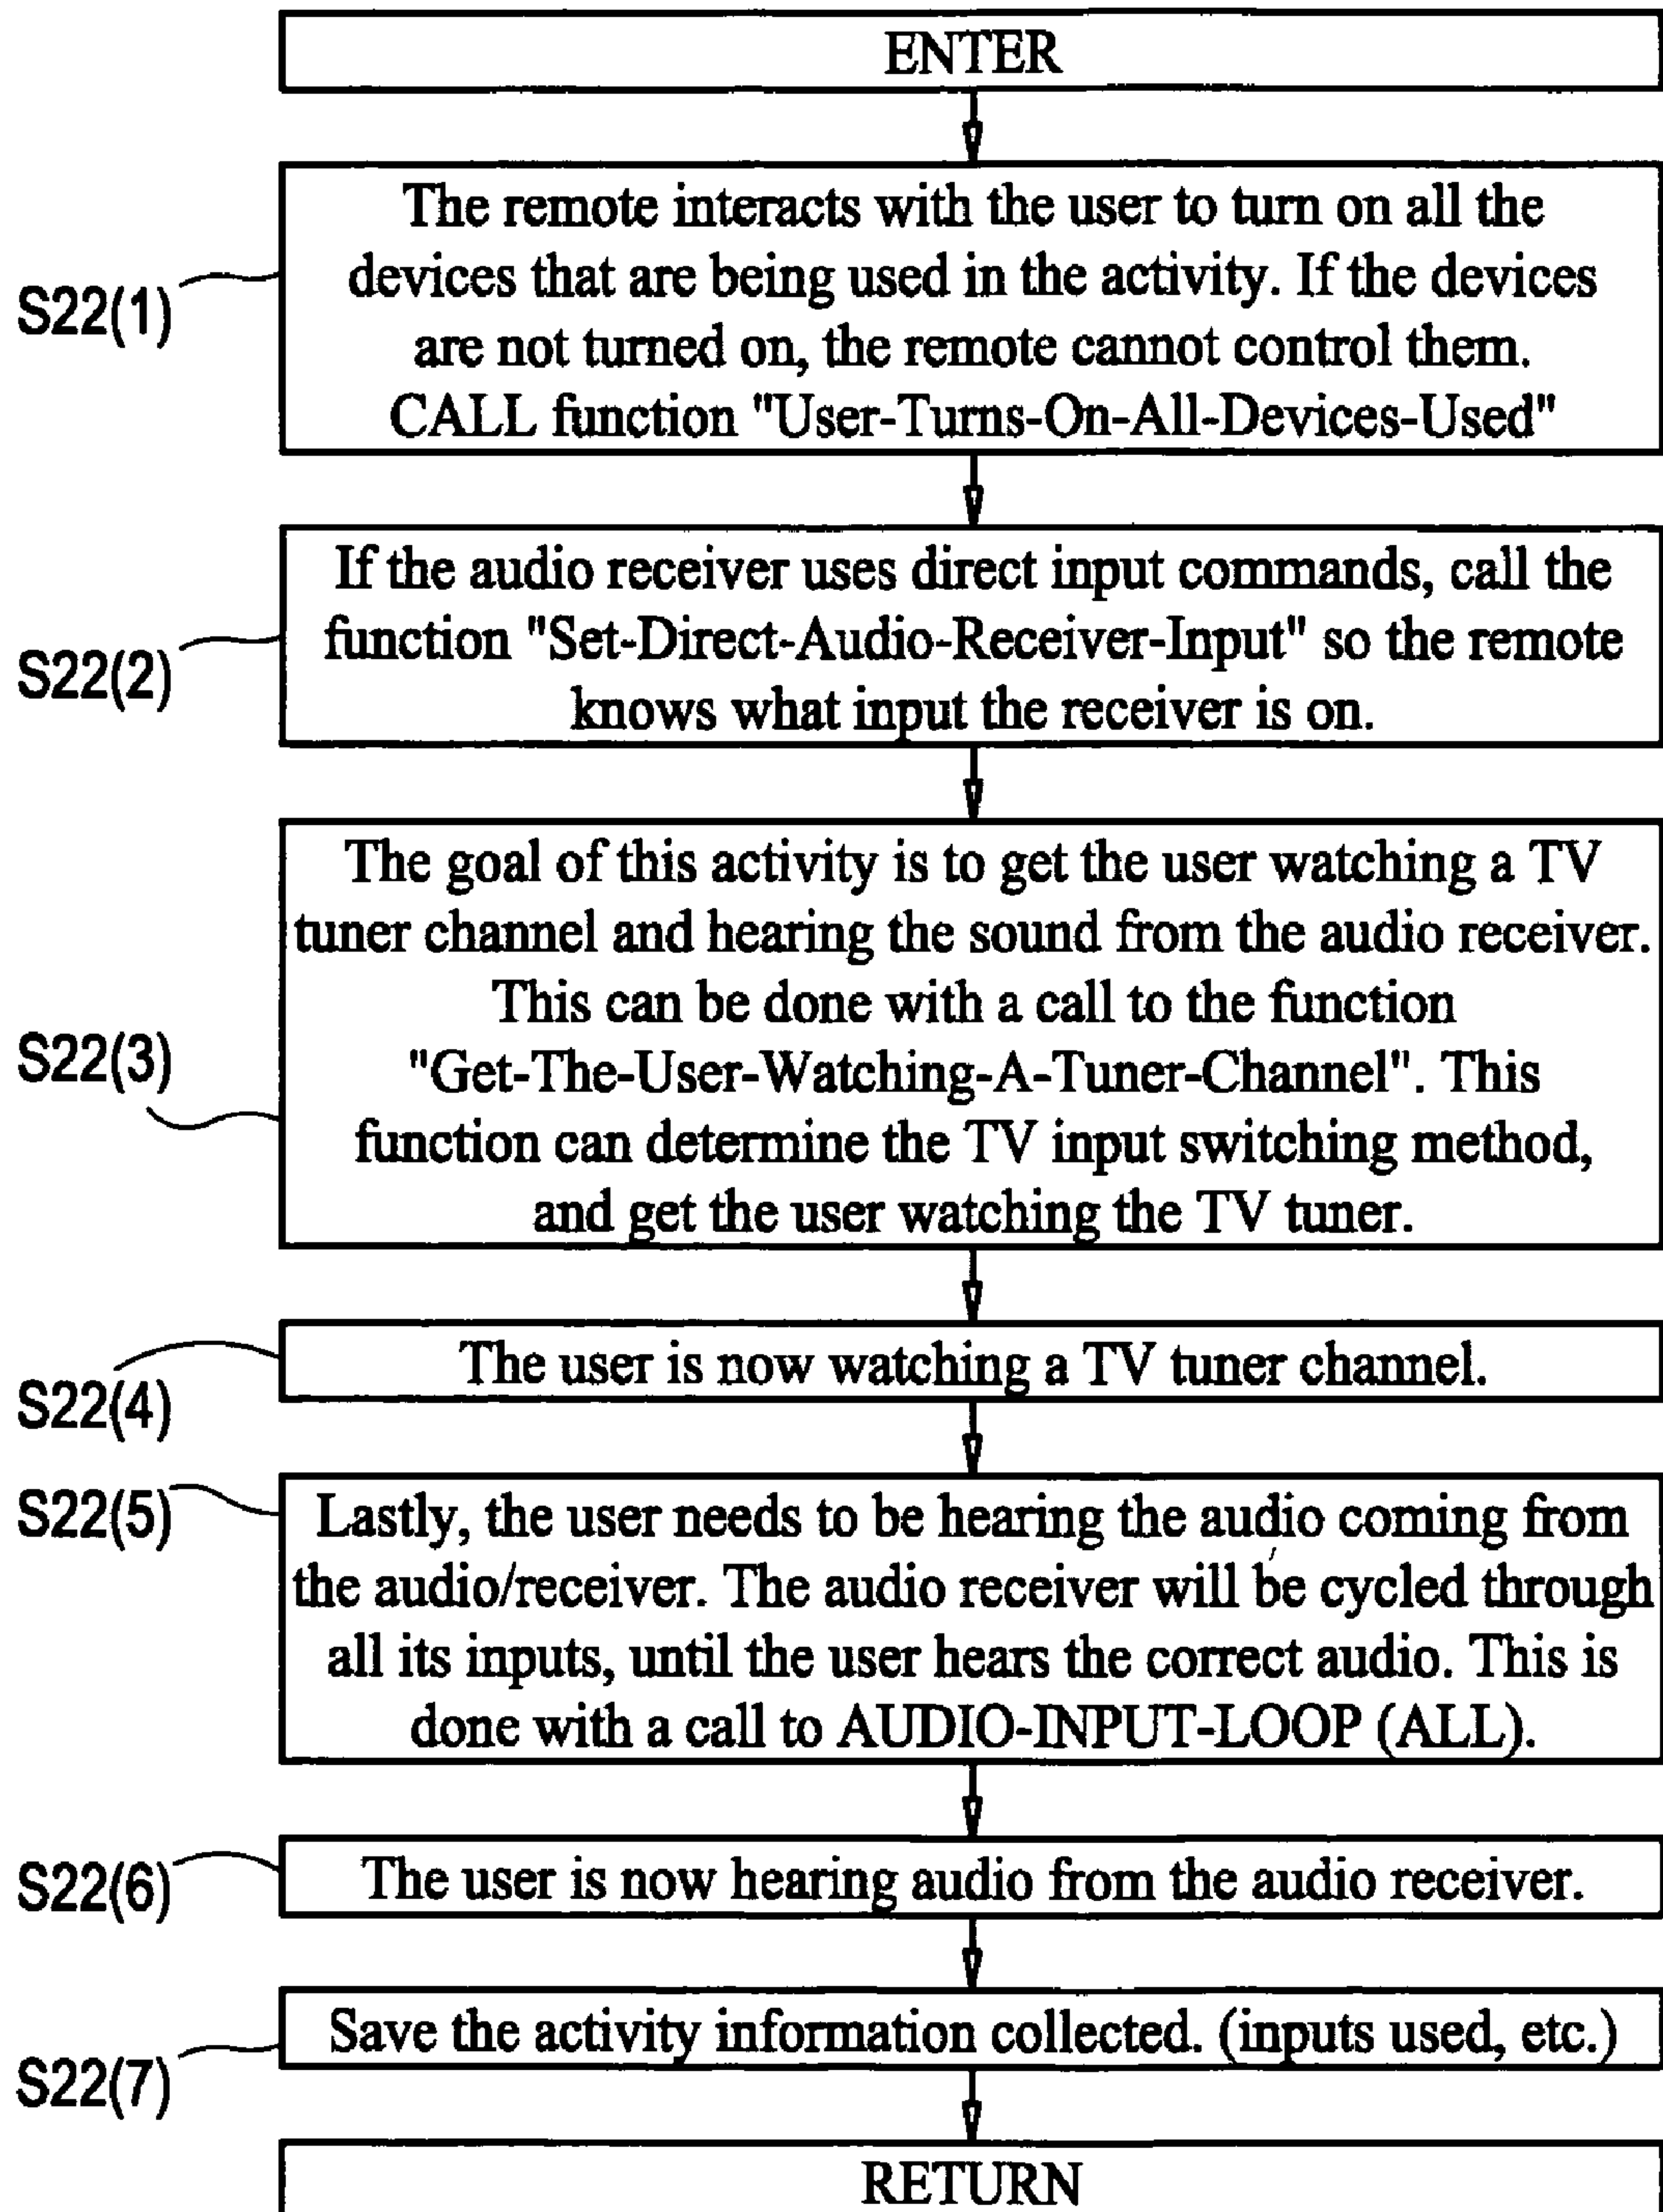 ENTER
S22(1)
The remote interacts with the user to turn on all the
devices that are being used in the activity. If the devices
are not turned on, the remote cannot control them.
CALL function "User-Turns-On-All-Devices-Used"
S22(2)
If the audio receiver uses direct input commands, call the
function "Set-Direct-Audio-Receiver-Input" so the remote
knows what input the receiver is on.
S22(3)
The goal of this activity is to get the user watching a TV
tuner channel and hearing the sound from the audio receiver.
This can be done with a call to the function
"Get-The-User-Watching-A-Tuner-Channel". This
function can determine the TV input switching method,
and get the user watching the TV tuner.
S22(4)
The user is now watching a TV tuner channel.
S22(5)
Lastly, the user needs to be hearing the audio coming from
the audio/receiver. The audio receiver will be cycled through
all its inputs, until the user hears the correct audio. This is
done with a call to AUDIO-INPUT-LOOP (ALL).
S22(6)
The user is now hearing audio from the audio receiver.
S22(7)
Save the activity information collected. (inputs used, etc.)
RETURN